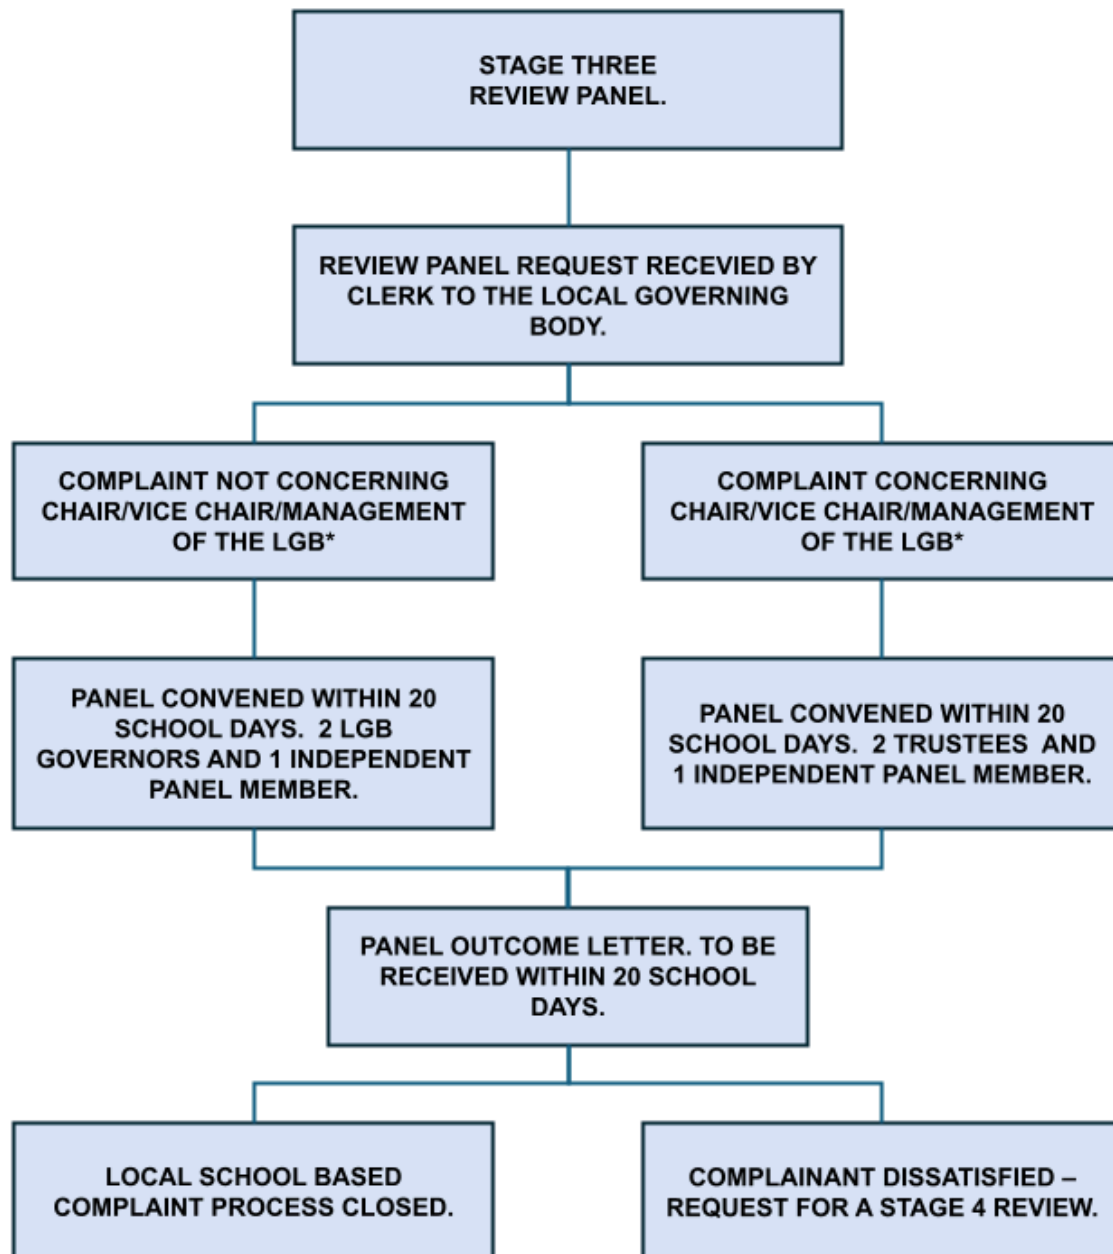 STAGE THREE
REVIEW PANEL.
REVIEW PANEL REQUEST RECEVIED BY
CLERK TO THE LOCAL GOVERNING
BODY.
COMPLAINT NOT CONCERNING
CHAIR/VICE CHAIR/MANAGEMENT
OF THE LGB*
COMPLAINT CONCERNING
CHAIR/VICE CHAIR/MANAGEMENT
OF THE LGB*
PANEL CONVENED WITHIN 20
SCHOOL DAYS.  2 LGB
GOVERNORS AND 1 INDEPENDENT
PANEL MEMBER.
PANEL CONVENED WITHIN 20
SCHOOL DAYS.  2 TRUSTEES  AND
1 INDEPENDENT PANEL MEMBER.
PANEL OUTCOME LETTER. TO BE
RECEIVED WITHIN 20 SCHOOL
DAYS.
LOCAL SCHOOL BASED
COMPLAINT PROCESS CLOSED.
COMPLAINANT DISSATISFIED –
REQUEST FOR A STAGE 4 REVIEW.